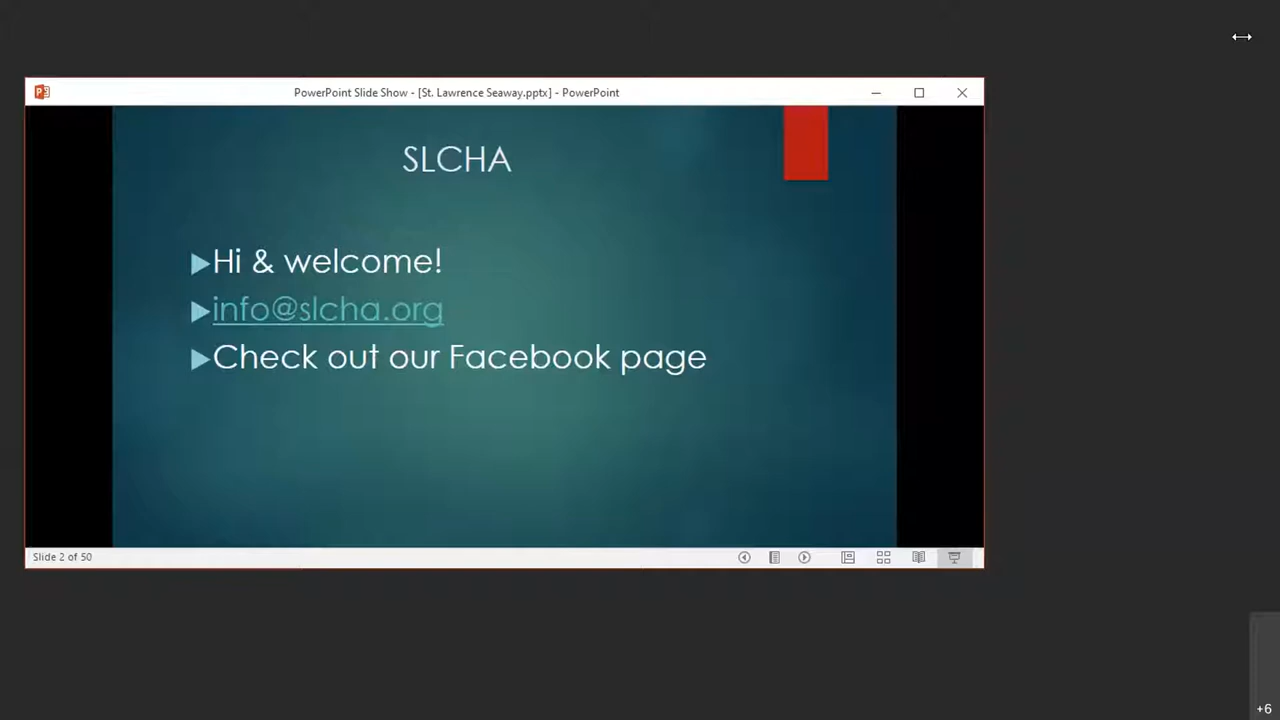 PowerPoint Slide Show - [St. Lawrence Seaway.pptx] - PowerPoint
SLCHA
Hi & welcome!
info@slcha.org
Check out our Facebook page
Slide 2 of 50
+6